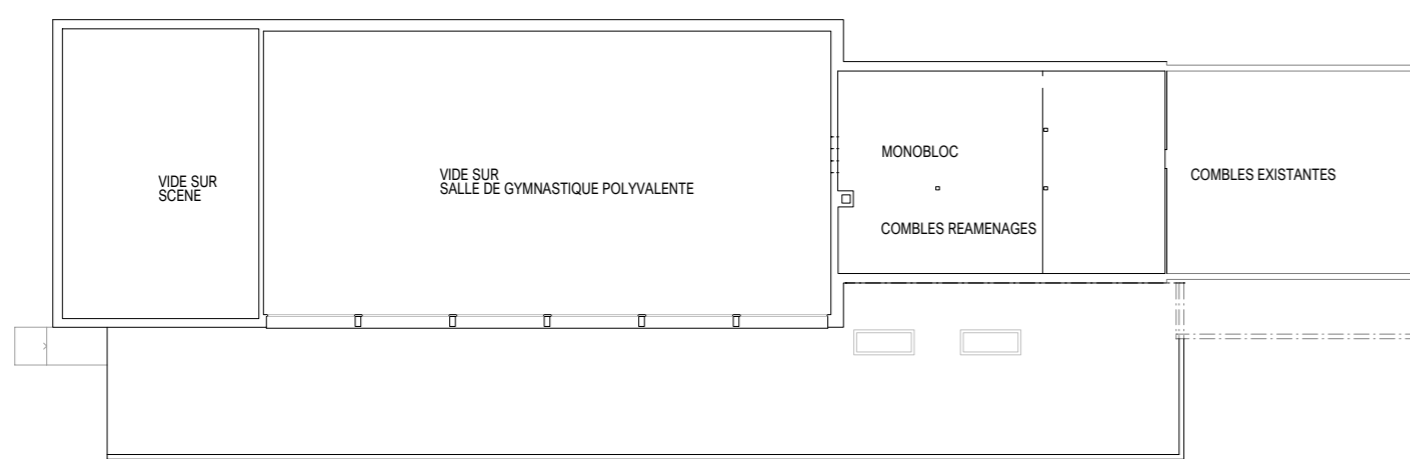 VIDE SUR
SCENE
VIDE SUR
SALLE DE GYMNASTIQUE POLYVALENTE
MONOBLOC
COMBLES REAMENAGES
COMBLES EXISTANTES